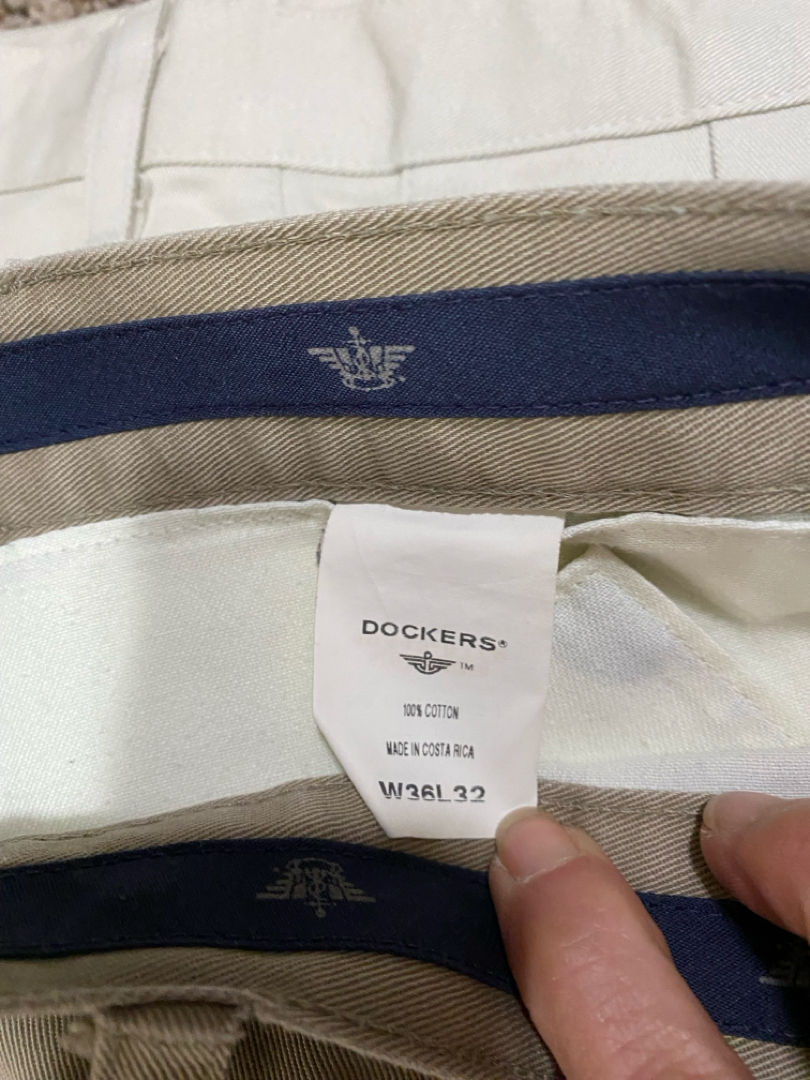 DOCKERS®
TM
100% COTTON
MADE IN COSTA RICA
W36L32